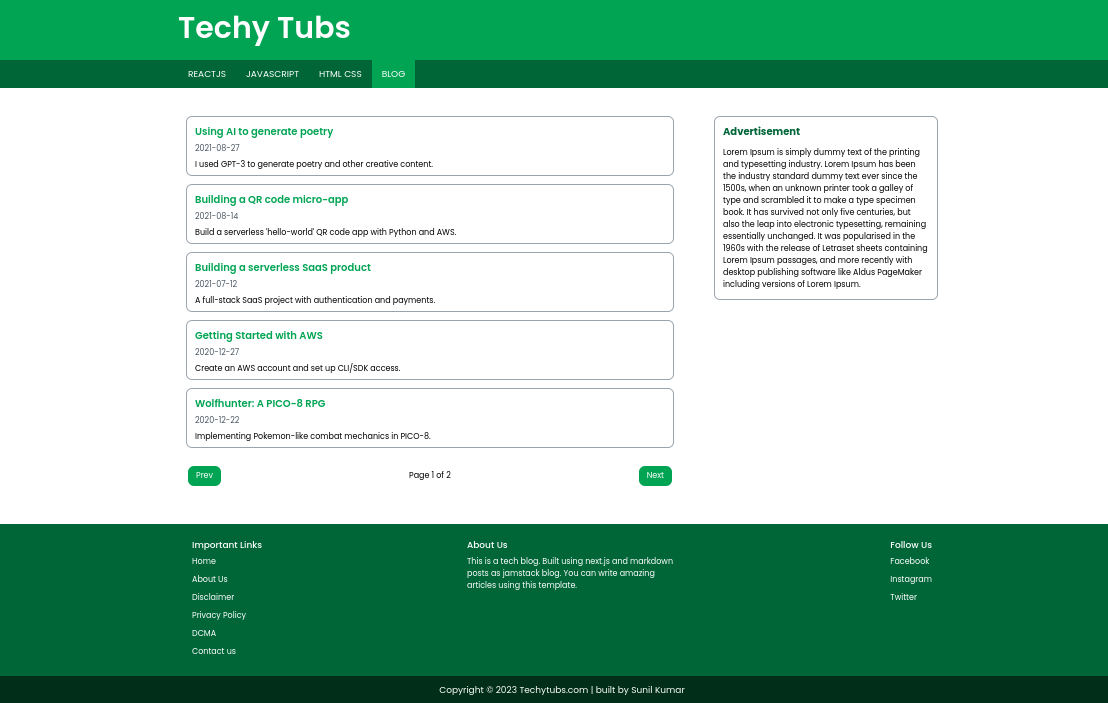 Techy Tubs
REACTJS JAVASCRIPT HTML CSS BLOG
Using AI to generate poetry
2021-08-27
I used GPT-3 to generate poetry and other creative content.
Building a QR code micro-app
2021-08-14
Build a serverless 'hello-world' QR code app with Python and AWS.
Building a serverless SaaS product
2021-07-12
A full-stack SaaS project with authentication and payments.
Getting Started with AWS
2020-12-27
Create an AWS account and set up CLI/SDK access.
Wolfhunter: A PICO-8 RPG
2020-12-22
Implementing Pokemon-like combat mechanics in PICO-8.
Prev Page 1 of 2 Next
Advertisement
Lorem Ipsum is simply dummy text of the printing
and typesetting industry. Lorem Ipsum has been
the industry standard dummy text ever since the
1500s, when an unknown printer took a galley of
type and scrambled it to make a type specimen
book. It has survived not only five centuries, but
also the leap into electronic typesetting, remaining
essentially unchanged. It was popularised in the
1960s with the release of Letraset sheets containing
Lorem Ipsum passages, and more recently with
desktop publishing software like Aldus PageMaker
including versions of Lorem Ipsum.
Important Links
Home
About Us
Disclaimer
Privacy Policy
DCMA
Contact us
About Us
This is a tech blog. Built using next.js and markdown
posts as jamstack blog. You can write amazing
articles using this template.
Follow Us
Facebook
Instagram
Twitter
Copyright © 2023 Techytubs.com | built by Sunil Kumar